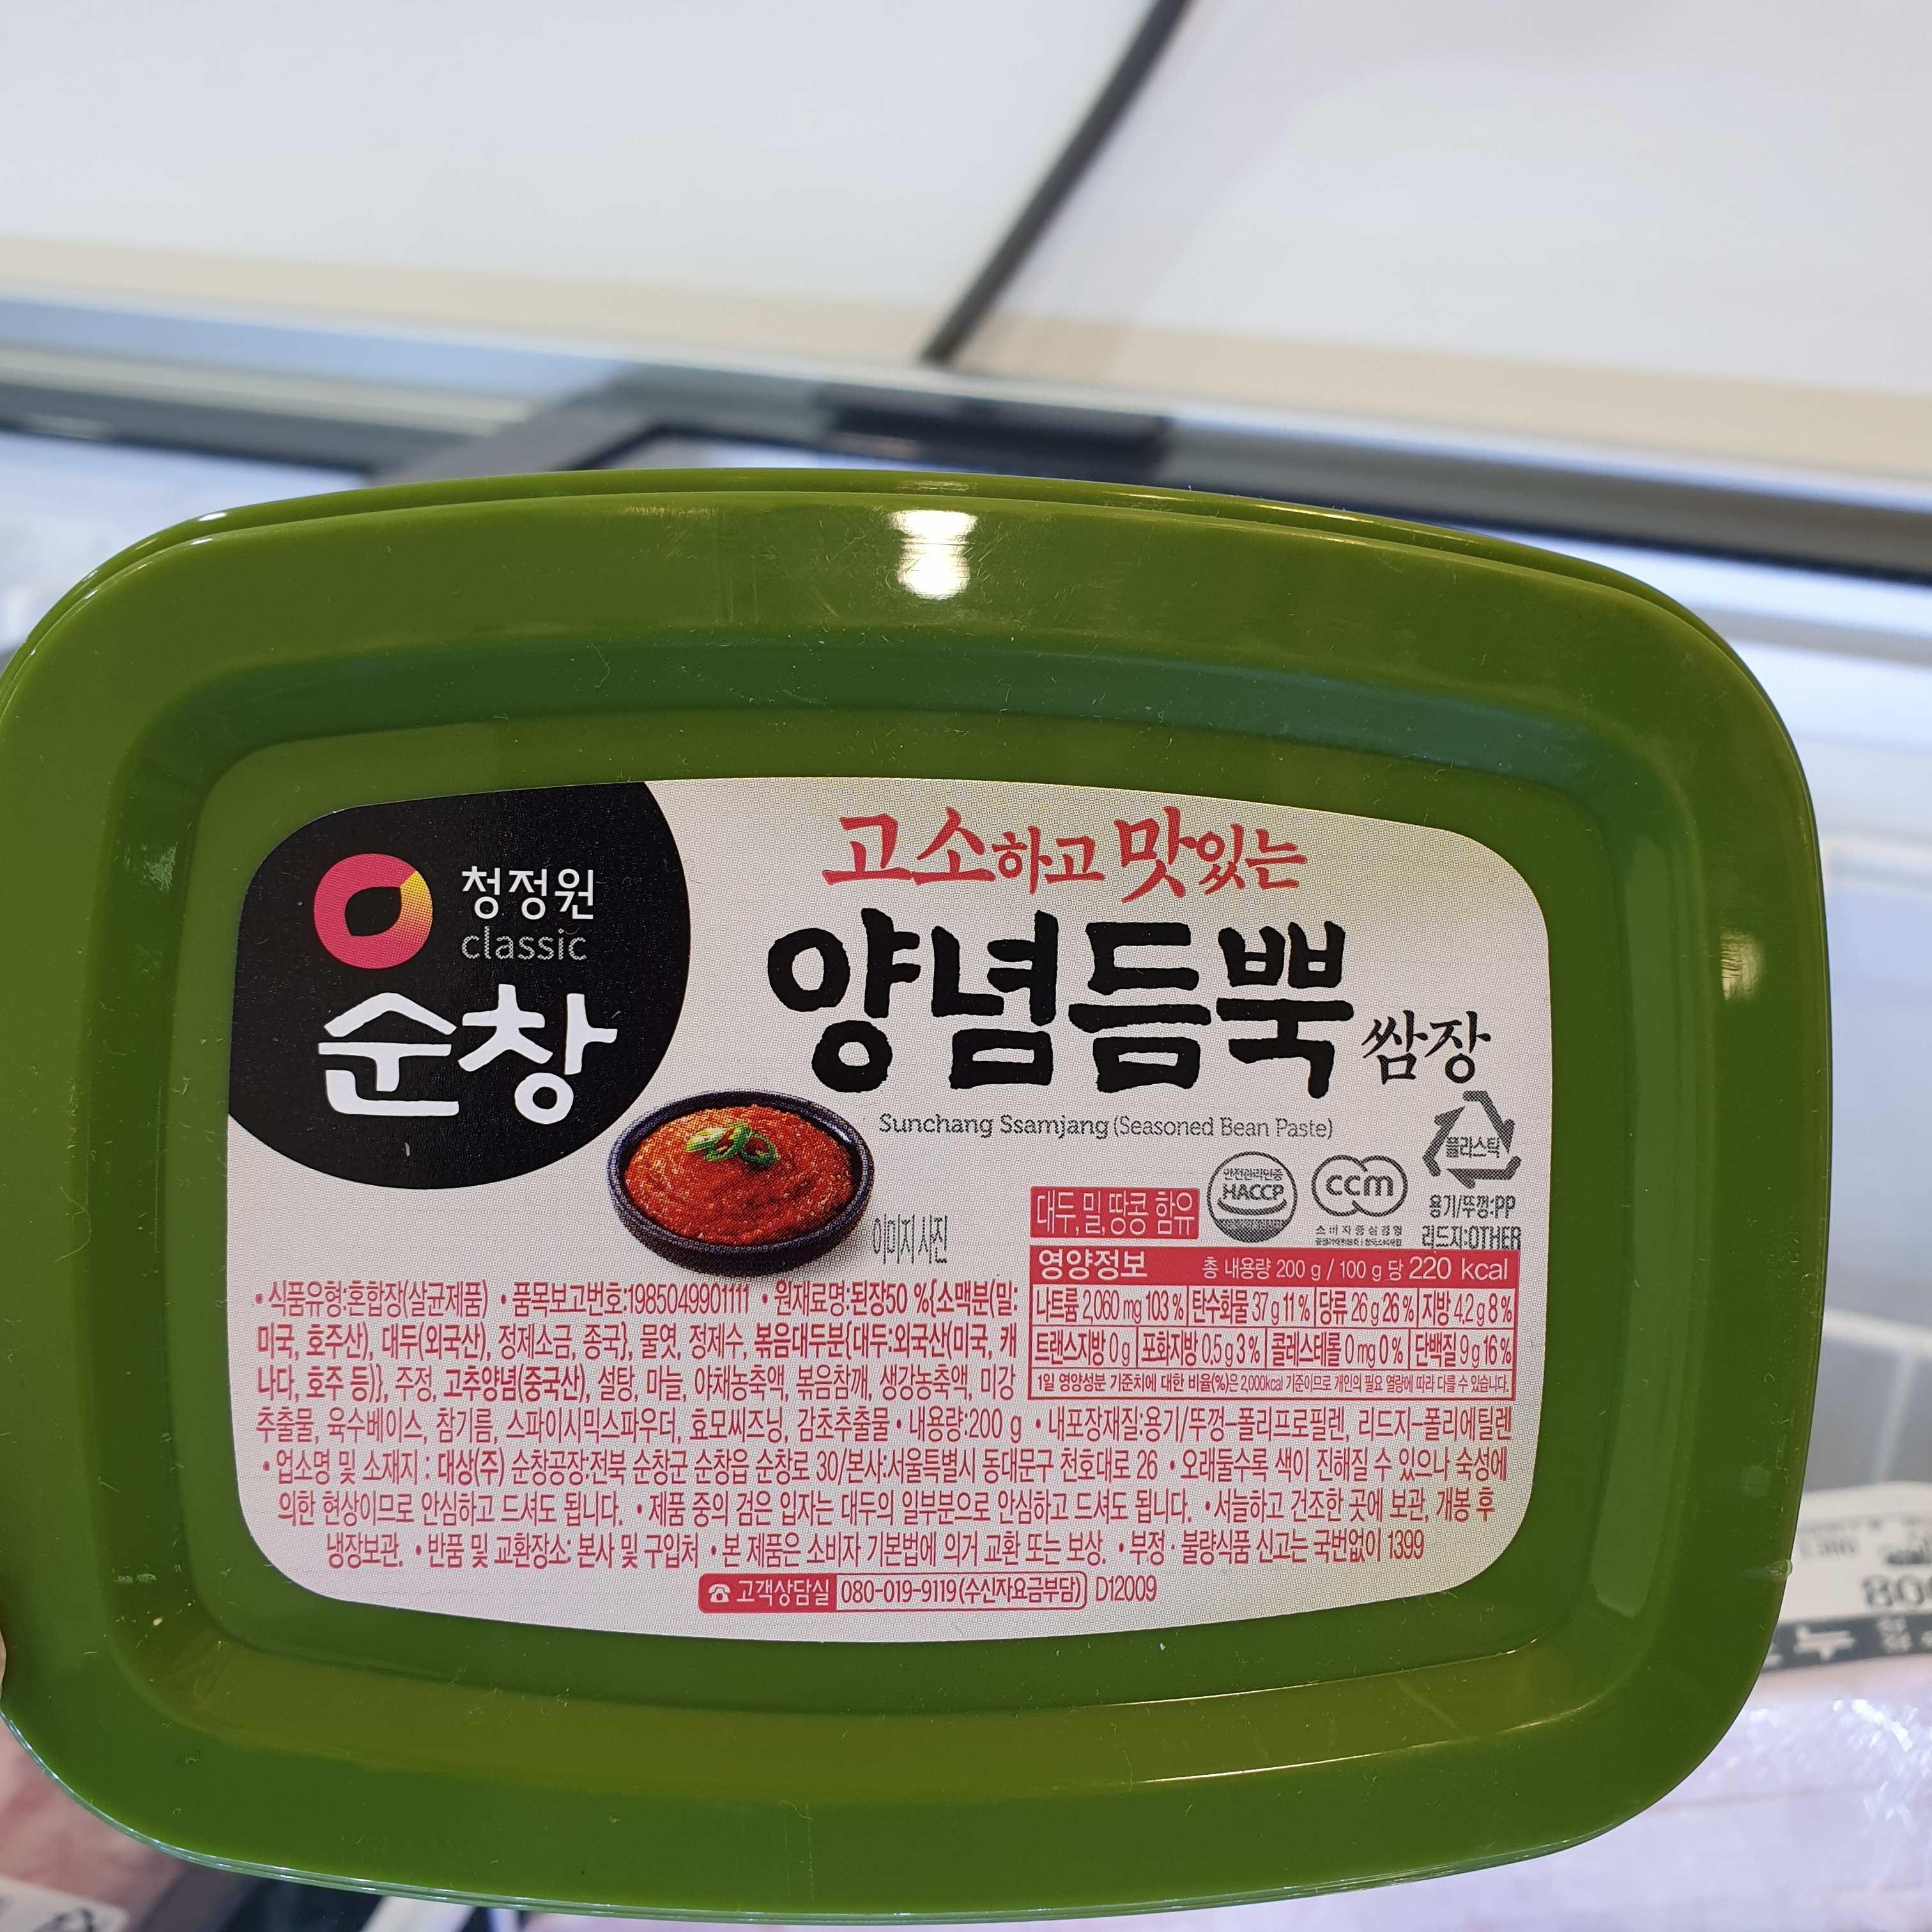 청정원
classic
순창
고소하고 맛있는
양념듬뿍 쌈장
Sunchang Ssamjang (Seasoned Bean Paste)
플라스틱
용기/뚜껑:PP
리드지:OTHER
안전관리인증
HACCP
ccm
소비자중심경영
대두, 밀, 땅콩 함유
이미지 사진
영양정보 총 내용량 200 g / 100 g 당 220 kcal
나트륨 2,060 mg 103 % 탄수화물 37 g 11 % 당류 26 g 26 % 지방 4.2 g 8 %
트랜스지방 0 g 포화지방 0.5 g 3 % 콜레스테롤 0 mg 0 % 단백질 9 g 16 %
1일 영양성분 기준치에 대한 비율(%)은 2,000kcal 기준이므로 개인의 필요 열량에 따라 다를 수 있습니다.
• 식품유형:혼합장(살균제품) • 품목보고번호:19850499011111 • 원재료명:된장50 %{소맥분(밀:
미국, 호주산), 대두(외국산), 정제소금, 종국}, 물엿, 정제수, 볶음대두분{대두:외국산(미국, 캐
나다, 호주 등)}, 주정, 고추양념(중국산), 설탕, 마늘, 야채농축액, 볶음참깨, 생강농축액, 미강
추출물, 육수베이스, 참기름, 스파이시믹스파우더, 효모씨즈닝, 감초추출물 • 내용량:200 g • 내포장재질:용기/뚜껑-폴리프로필렌, 리드지-폴리에틸렌
• 업소명 및 소재지 : 대상(주) 순창공장:전북 순창군 순창읍 순창로 30/본사:서울특별시 동대문구 천호대로 26 • 오래둘수록 색이 진해질 수 있으나 숙성에
의한 현상이므로 안심하고 드셔도 됩니다. • 제품 중의 검은 입자는 대두의 일부분으로 안심하고 드셔도 됩니다. • 서늘하고 건조한 곳에 보관, 개봉 후
냉장보관. • 반품 및 교환장소: 본사 및 구입처 • 본 제품은 소비자 기본법에 의거 교환 또는 보상. • 부정 · 불량식품 신고는 국번없이 1399
☎ 고객상담실 080-019-9119(수신자요금부담) D12009